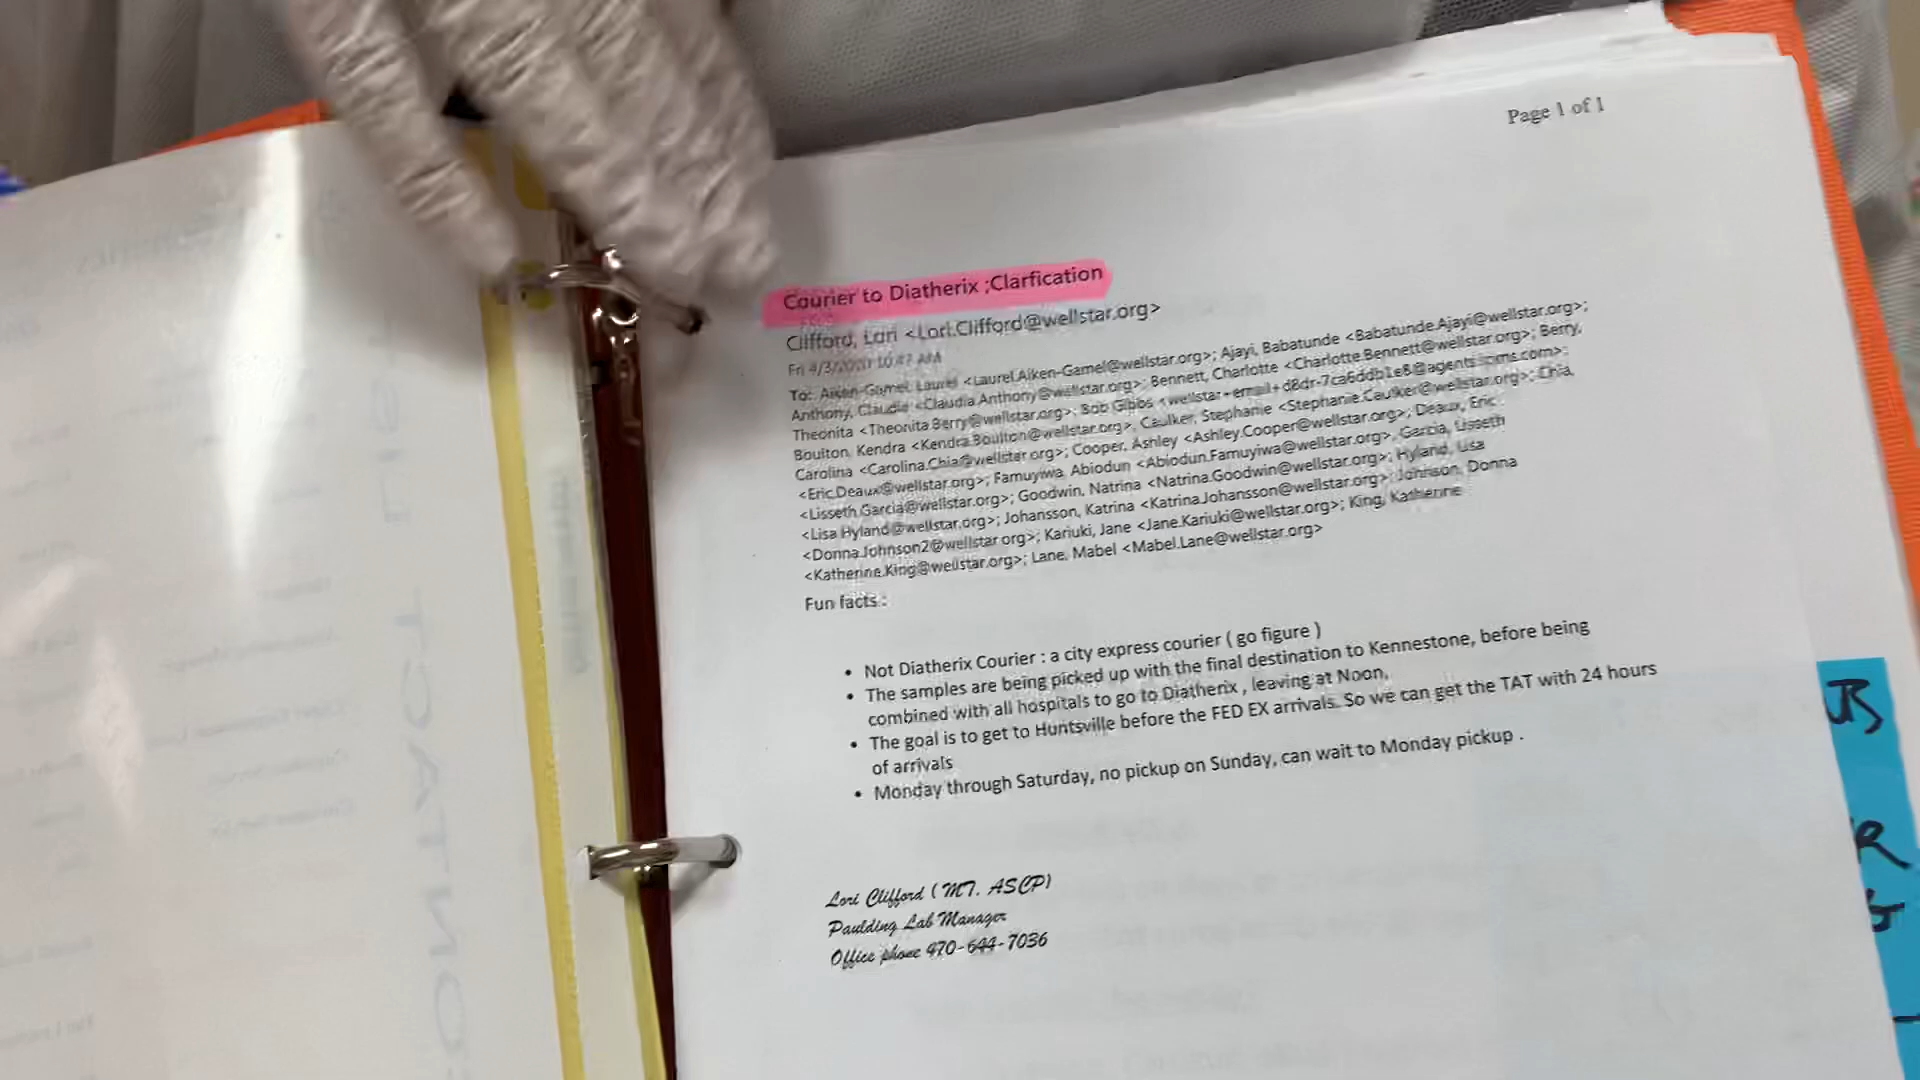 Page 1 of 1
Courier to Diatherix ;Clarfication
Clifford, Lori <Lori.Clifford@wellstar.org>
Fri 4/3/2020 10:47 AM
To: Aiken-Gamel, Laurel <Laurel.Aiken-Gamel@wellstar.org>; Ajayi, Babatunde <Babatunde.Ajayi@wellstar.org>;
Anthony, Claudia <Claudia.Anthony@wellstar.org>; Bennett, Charlotte <Charlotte.Bennett@wellstar.org>; Berry,
Theonita <Theonita.Berry@wellstar.org>; Bob Gibbs
Boulton, Kendra <Kendra.Boulton@wellstar.org>; Caulker, Stephanie <Stephanie.Caulker@wellstar.org>; Chia,
Carolina <Carolina.Chia@wellstar.org>; Cooper, Ashley <Ashley.Cooper@wellstar.org>; Deaux, Eric
<Eric.Deaux@wellstar.org>; Famuyiwa, Abiodun <Abiodun.Famuyiwa@wellstar.org>; Garcia, Lisseth
<Lisseth.Garcia@wellstar.org>; Goodwin, Natrina <Natrina.Goodwin@wellstar.org>; Hyland, Lisa
<Lisa.Hyland@wellstar.org>; Johansson, Katrina <Katrina.Johansson@wellstar.org>; Johnson, Donna
<Donna.Johnson2@wellstar.org>; Kariuki, Jane <Jane.Kariuki@wellstar.org>; King, Katherine
<Katherine.King@wellstar.org>; Lane, Mabel <Mabel.Lane@wellstar.org>
Fun facts :
• Not Diatherix Courier : a city express courier ( go figure )
• The samples are being picked up with the final destination to Kennestone, before being
combined with all hospitals to go to Diatherix , leaving at Noon,
• The goal is to get to Huntsville before the FED EX arrivals. So we can get the TAT with 24 hours
of arrivals
• Monday through Saturday, no pickup on Sunday, can wait to Monday pickup .
Lori Clifford ( MT. ASCP)
Paulding Lab Manager
Office phone 470-644-7036